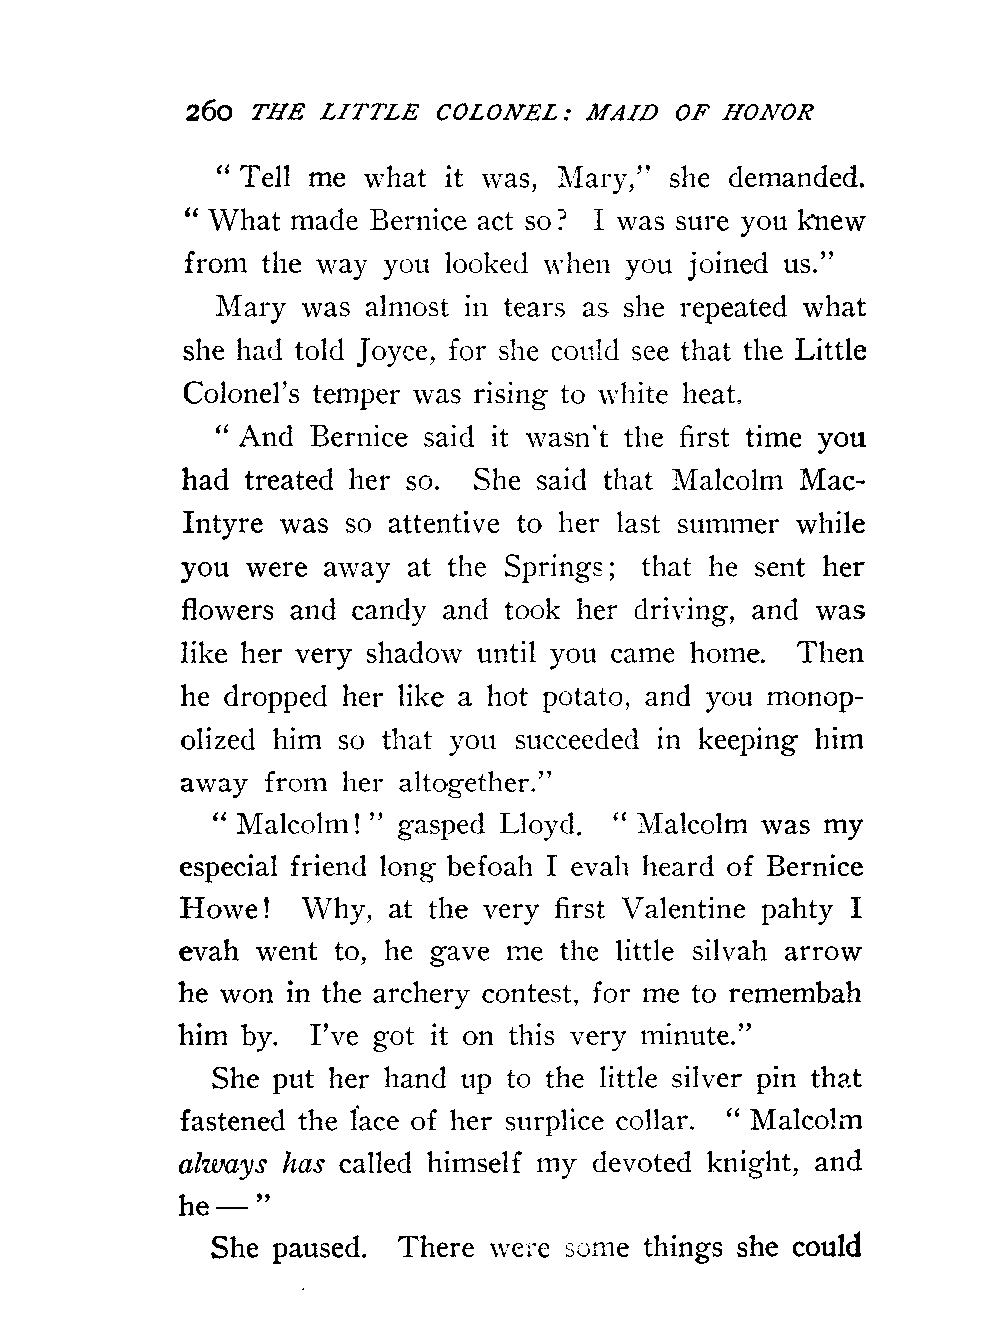 260 THE LITTLE COLONEL: MAID OF HONOR
“ Tell me what it was, Mary,” she demanded.
“ What made Bernice act so? I was sure you knew
from the way you looked when you joined us.”
Mary was almost in tears as she repeated what
she had told Joyce, for she could see that the Little
Colonel’s temper was rising to white heat.
“ And Bernice said it wasn’t the first time you
had treated her so. She said that Malcolm Mac-
Intyre was so attentive to her last summer while
you were away at the Springs; that he sent her
flowers and candy and took her driving, and was
like her very shadow until you came home. Then
he dropped her like a hot potato, and you monop-
olized him so that you succeeded in keeping him
away from her altogether.”
“ Malcolm! ” gasped Lloyd. “ Malcolm was my
especial friend long befoah I evah heard of Bernice
Howe! Why, at the very first Valentine pahty I
evah went to, he gave me the little silvah arrow
he won in the archery contest, for me to remembah
him by. I’ve got it on this very minute.”
She put her hand up to the little silver pin that
fastened the face of her surplice collar. “ Malcolm
always has called himself my devoted knight, and
he — ”
She paused. There were some things she could